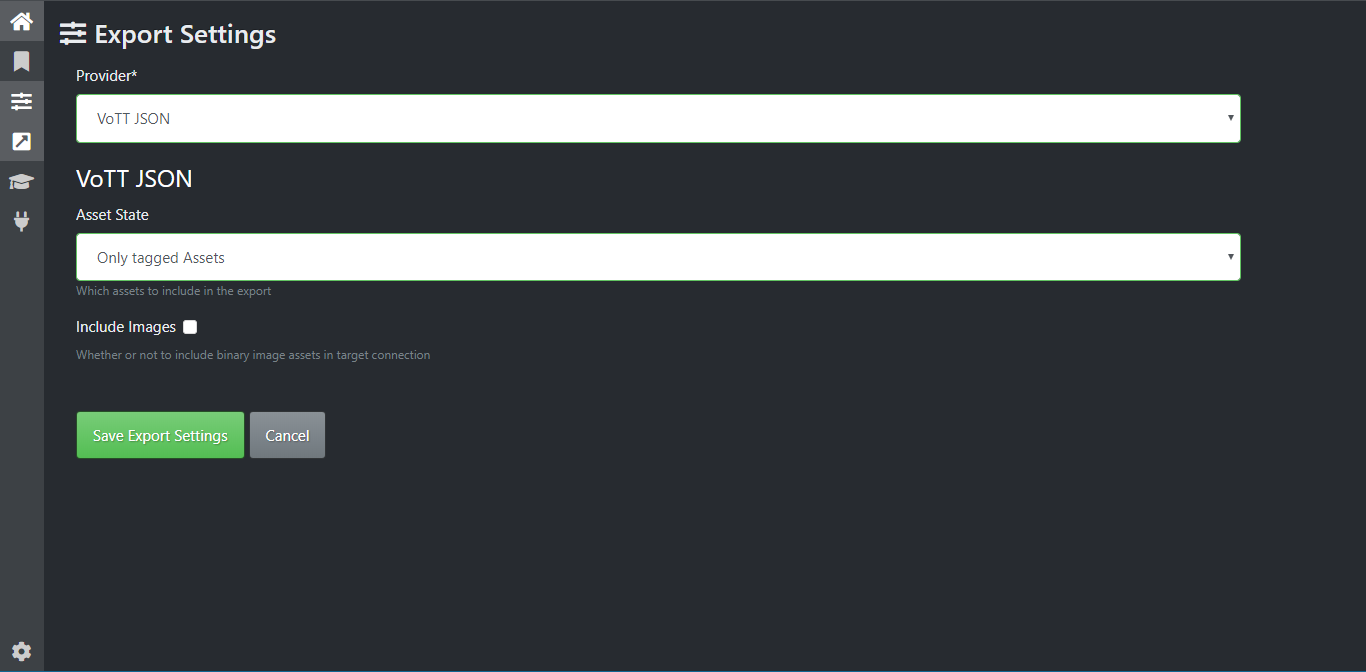 Export Settings
Provider*
VoTT JSON
VoTT JSON
Asset State
Only tagged Assets
Which assets to include in the export
Include Images
Whether or not to include binary image assets in target connection
Save Export Settings Cancel